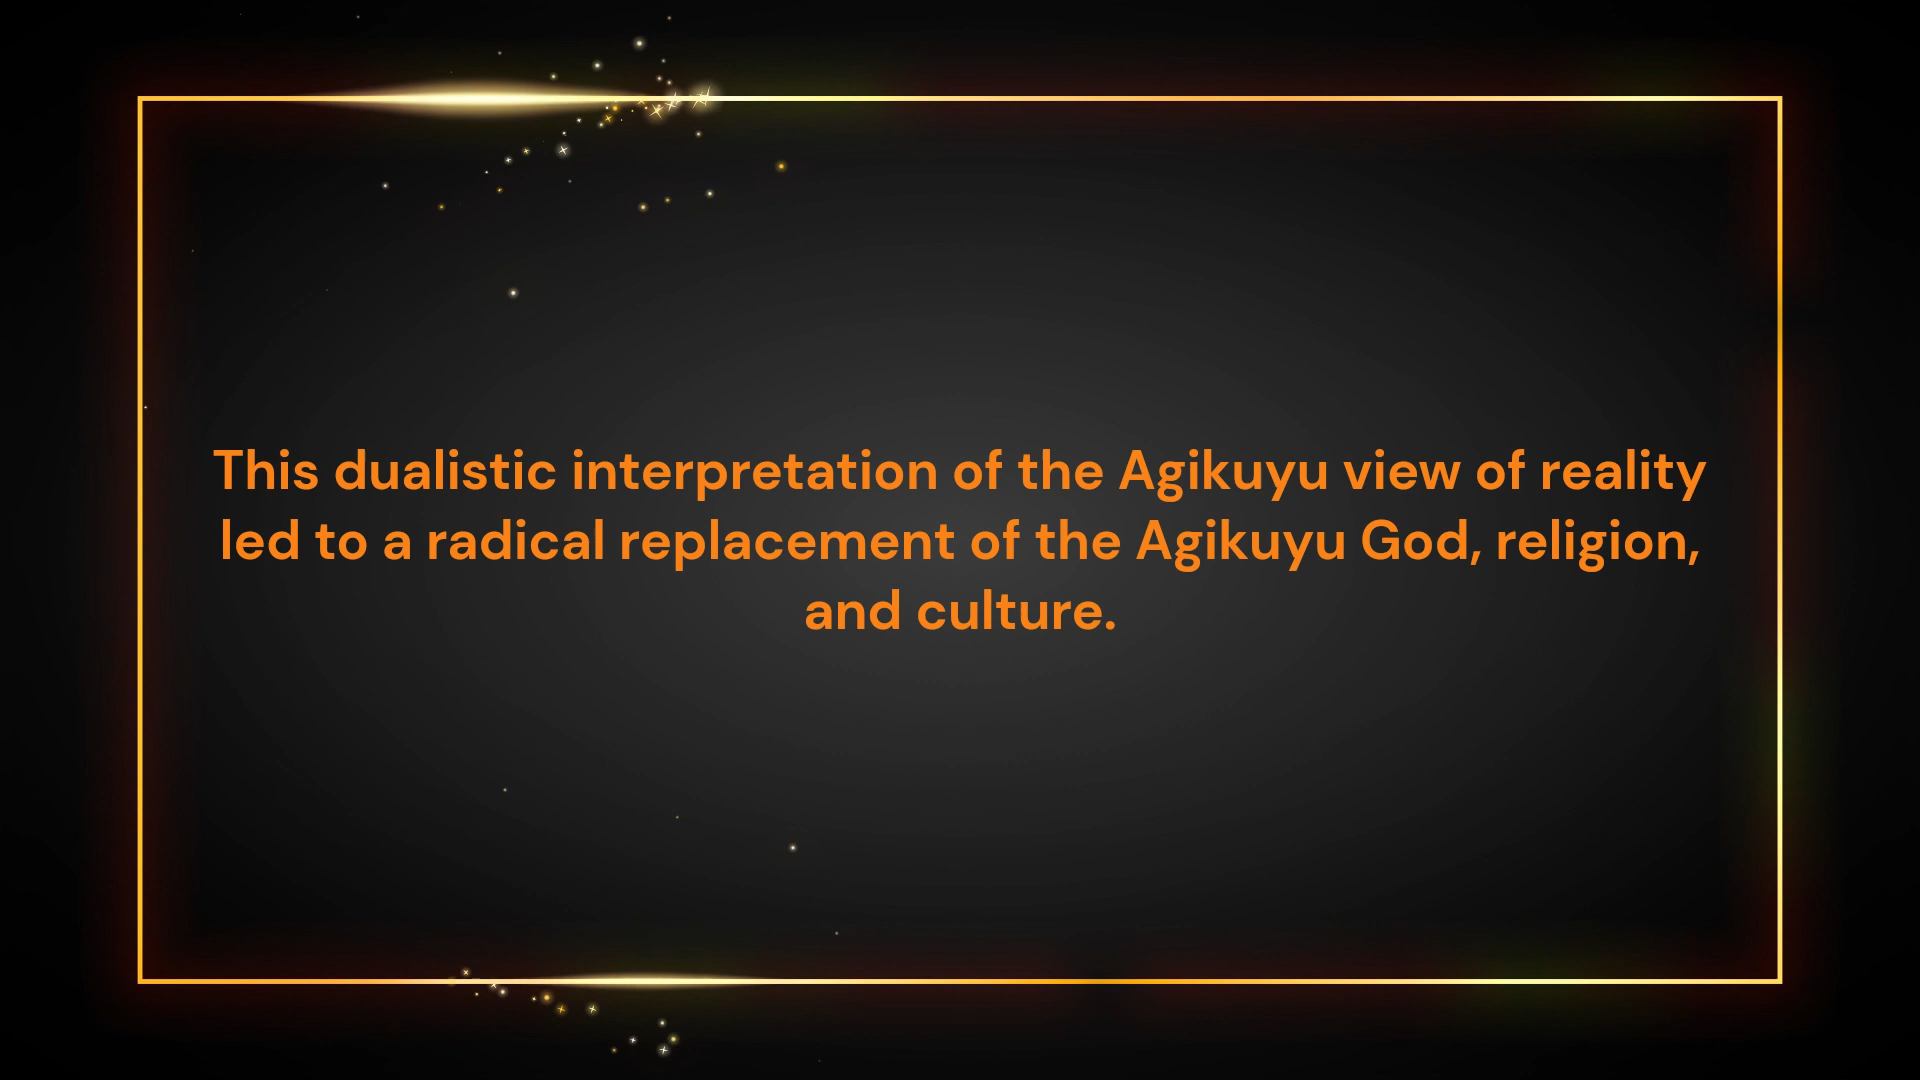 This dualistic interpretation of the Agikuyu view of reality
led to a radical replacement of the Agikuyu God, religion,
and culture.